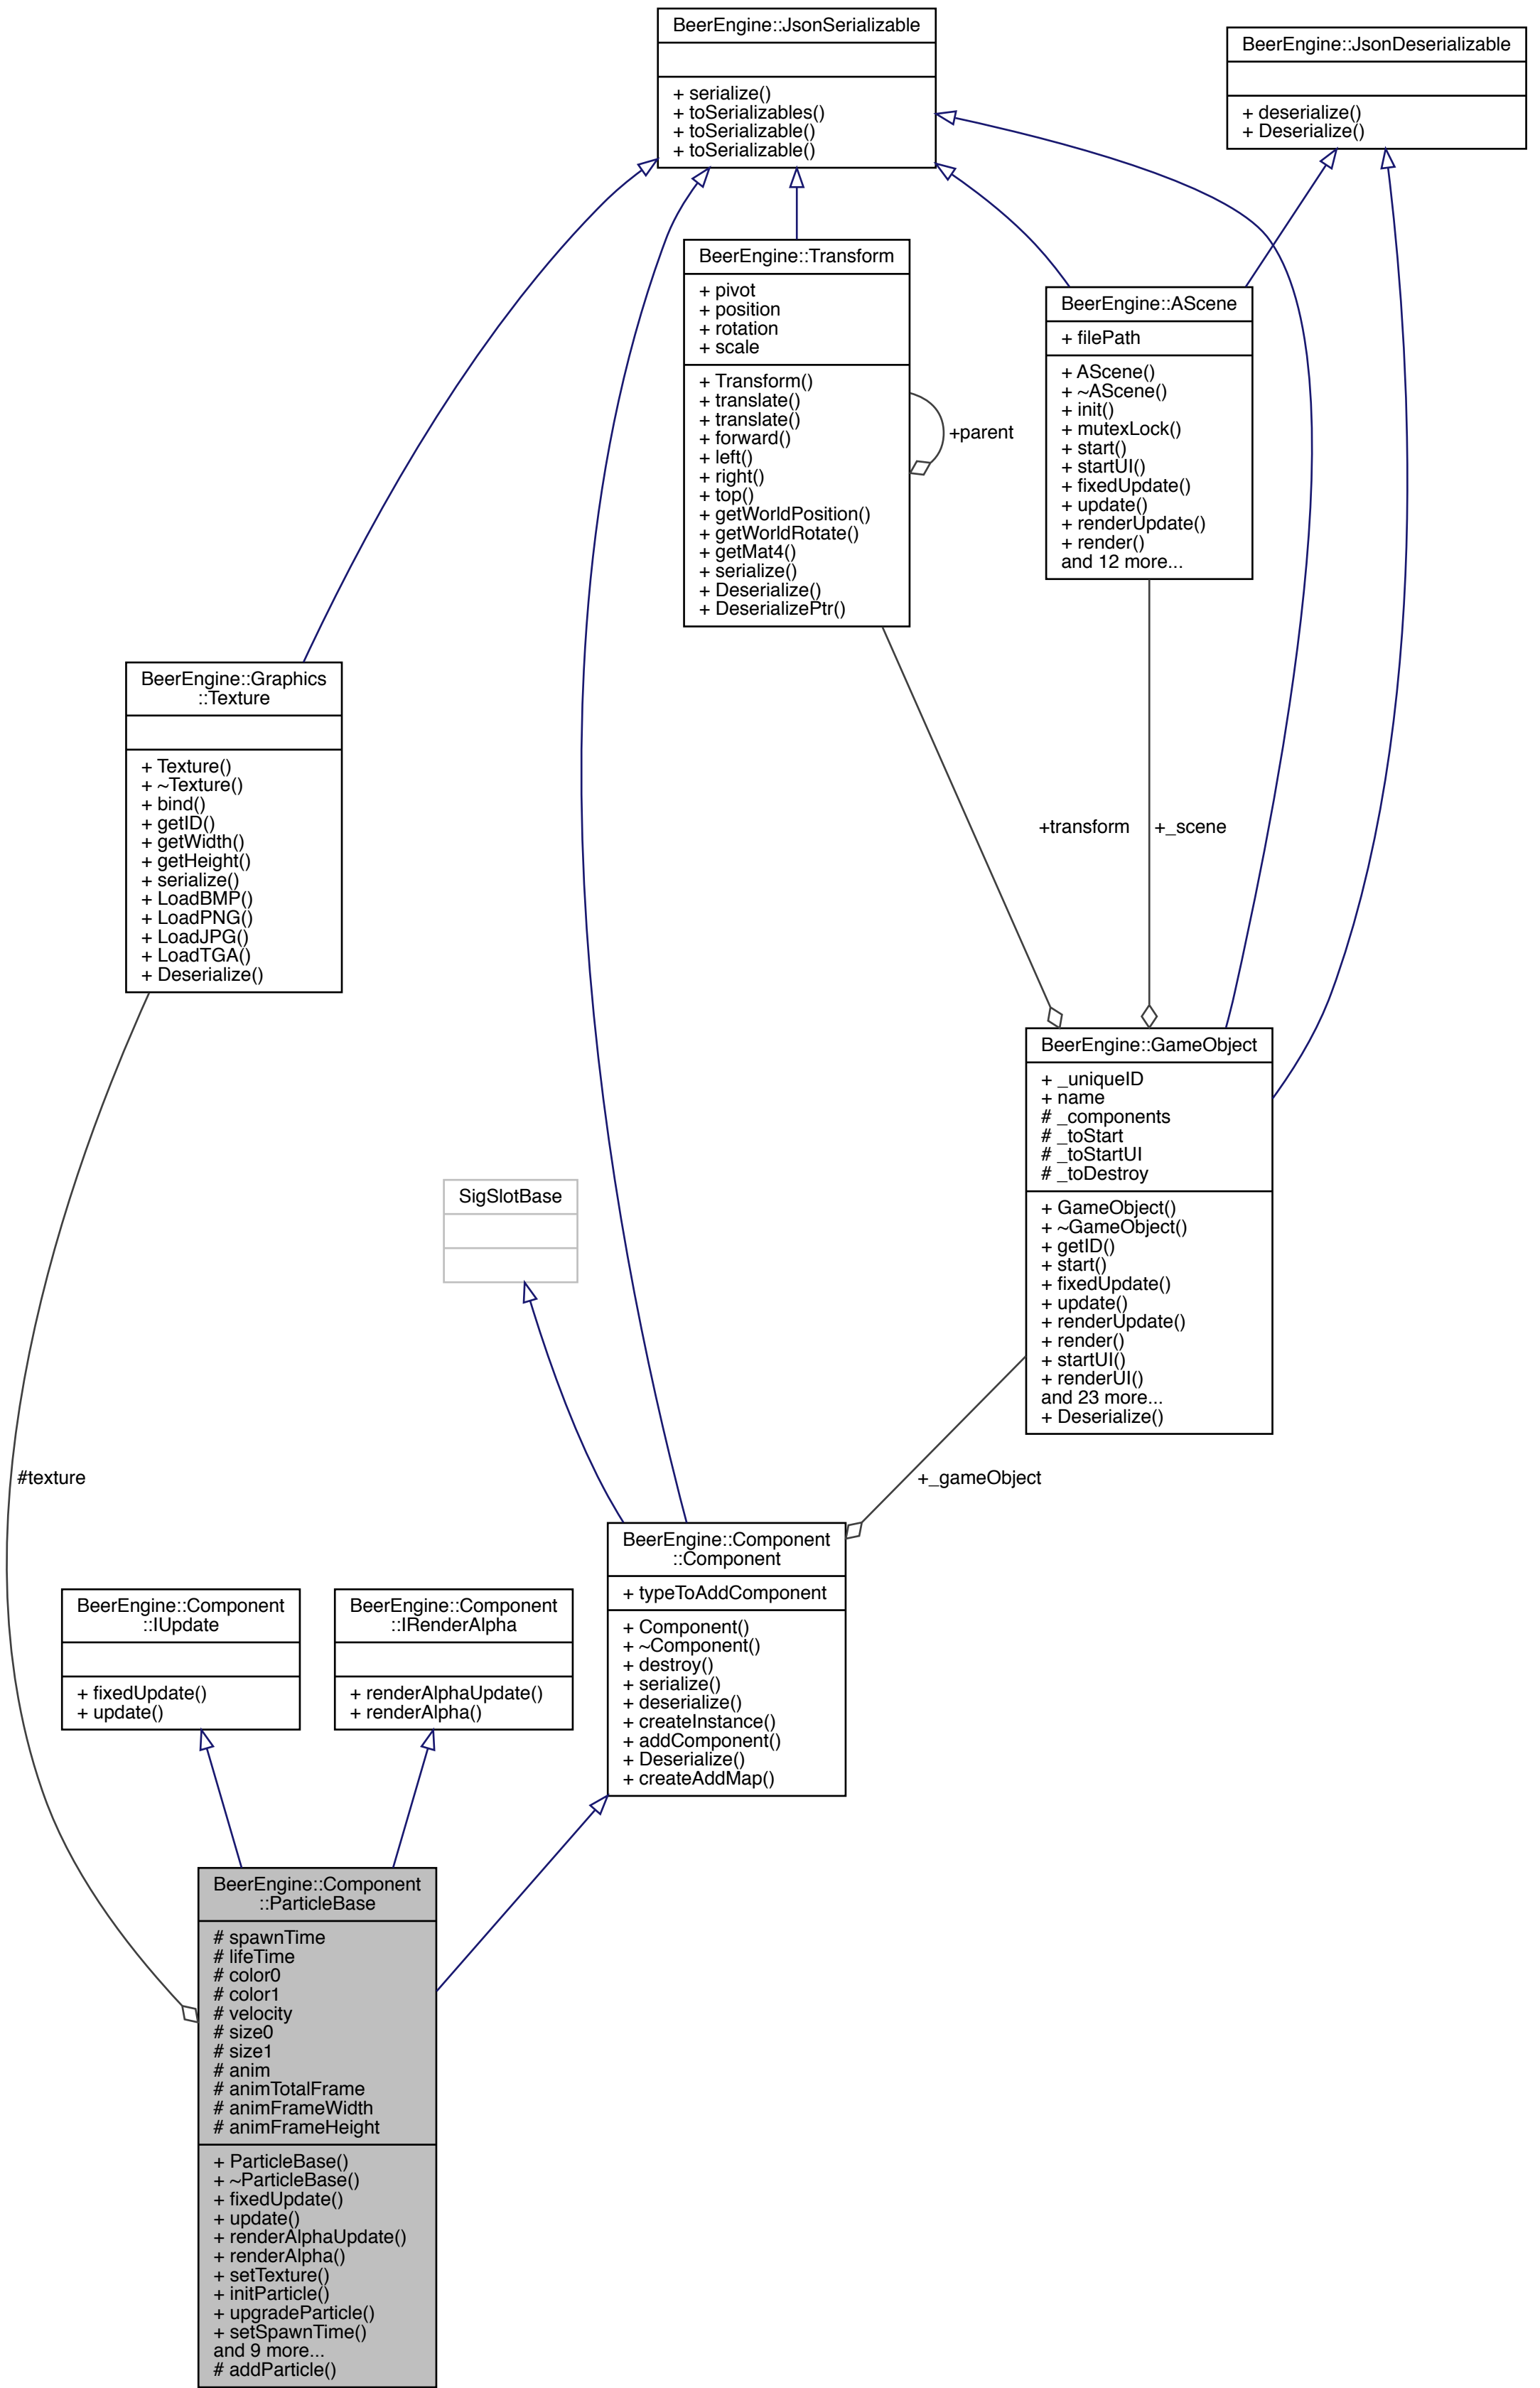 BeerEngine::JsonSerializable
+ serialize()
+ toSerializables()
+ toSerializable()
+ toSerializable()
BeerEngine::JsonDeserializable
+ deserialize()
+ Deserialize()
BeerEngine::Transform
+ pivot
+ position
+ rotation
+ scale
+ Transform()
+ translate()
+ translate()
+ forward()
+ left()
+ right()
+ top()
+ getWorldPosition()
+ getWorldRotate()
+ getMat4()
+ serialize()
+ Deserialize()
+ DeserializePtr()
+parent
BeerEngine::AScene
+ filePath
+ AScene()
+ ~AScene()
+ init()
+ mutexLock()
+ start()
+ startUI()
+ fixedUpdate()
+ update()
+ renderUpdate()
+ render()
and 12 more...
BeerEngine::Graphics
::Texture
+ Texture()
+ ~Texture()
+ bind()
+ getID()
+ getWidth()
+ getHeight()
+ serialize()
+ LoadBMP()
+ LoadPNG()
+ LoadJPG()
+ LoadTGA()
+ Deserialize()
+transform
+_scene
BeerEngine::GameObject
+ _uniqueID
+ name
# _components
# _toStart
# _toStartUI
# _toDestroy
+ GameObject()
+ ~GameObject()
+ getID()
+ start()
+ fixedUpdate()
+ update()
+ renderUpdate()
+ render()
+ startUI()
+ renderUI()
and 23 more...
+ Deserialize()
SigSlotBase
#texture
+_gameObject
BeerEngine::Component
::Component
+ typeToAddComponent
+ Component()
+ ~Component()
+ destroy()
+ serialize()
+ deserialize()
+ createInstance()
+ addComponent()
+ Deserialize()
+ createAddMap()
BeerEngine::Component
::IUpdate
+ fixedUpdate()
+ update()
BeerEngine::Component
::IRenderAlpha
+ renderAlphaUpdate()
+ renderAlpha()
BeerEngine::Component
::ParticleBase
# spawnTime
# lifeTime
# color0
# color1
# velocity
# size0
# size1
# anim
# animTotalFrame
# animFrameWidth
# animFrameHeight
+ ParticleBase()
+ ~ParticleBase()
+ fixedUpdate()
+ update()
+ renderAlphaUpdate()
+ renderAlpha()
+ setTexture()
+ initParticle()
+ upgradeParticle()
+ setSpawnTime()
and 9 more...
# addParticle()